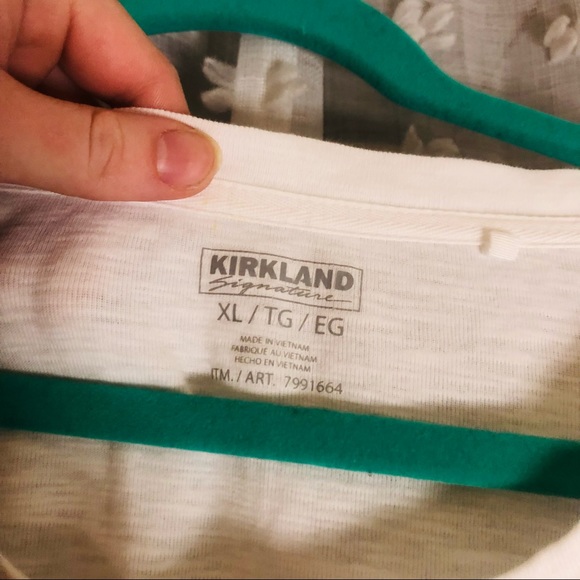 KIRKLAND
Signature
XL / TG / EG
MADE IN VIETNAM
FABRIQUÉ AU VIETNAM
HECHO EN VIETNAM
ITM. / ART. 7991664